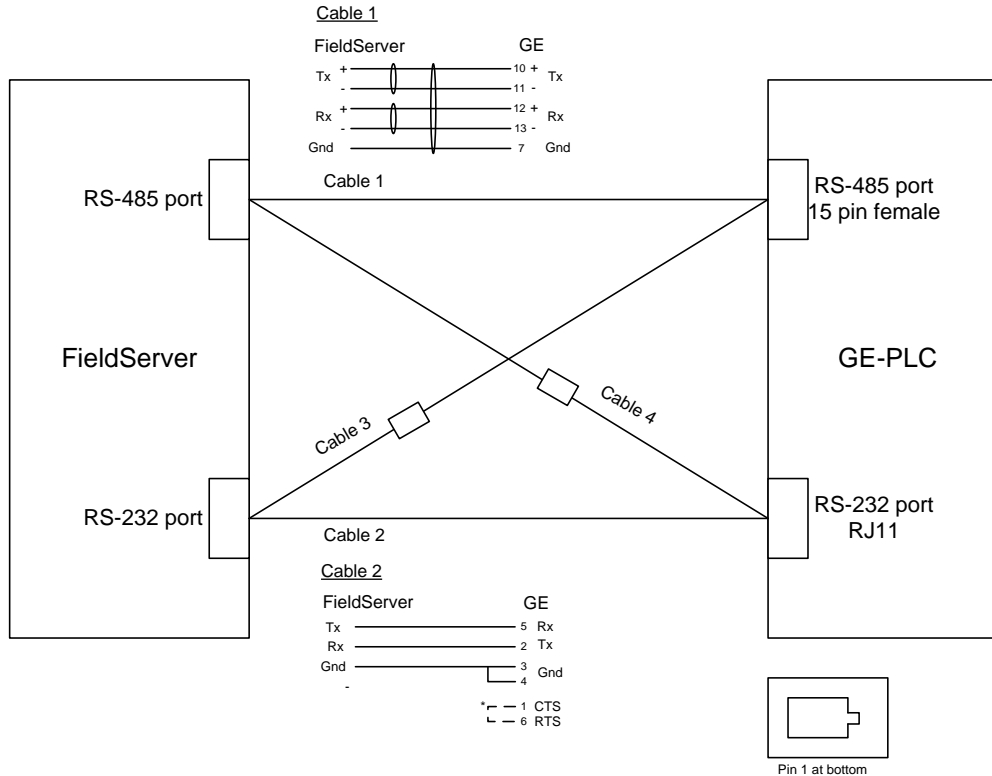 Cable 1
FieldServer GE
Tx + 10 + Tx
- 11 -
Rx + 12 + Rx
- 13 -
Gnd 7 Gnd
Cable 1
RS-485 port
RS-485 port
15 pin female
FieldServer
GE-PLC
Cable 3
Cable 4
RS-232 port
RS-232 port
RJ11
Cable 2
Cable 2
FieldServer GE
Tx 5 Rx
Rx 2 Tx
Gnd 3 Gnd
- 4
* 1 CTS
6 RTS
Pin 1 at bottom